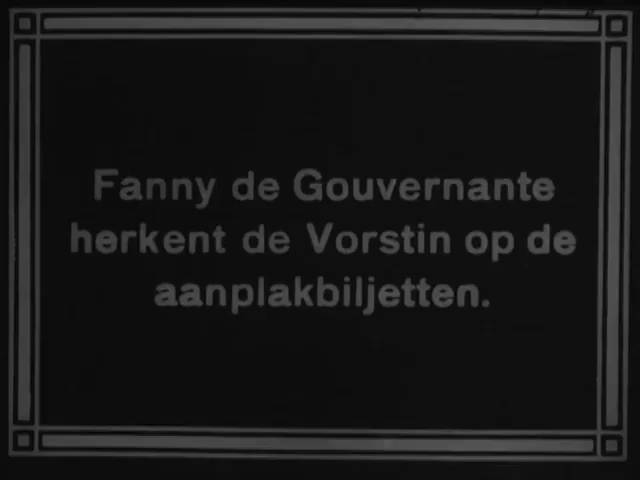 Fanny de Gouvernante
herkent de Vorstin op de
aanplakbiljetten.